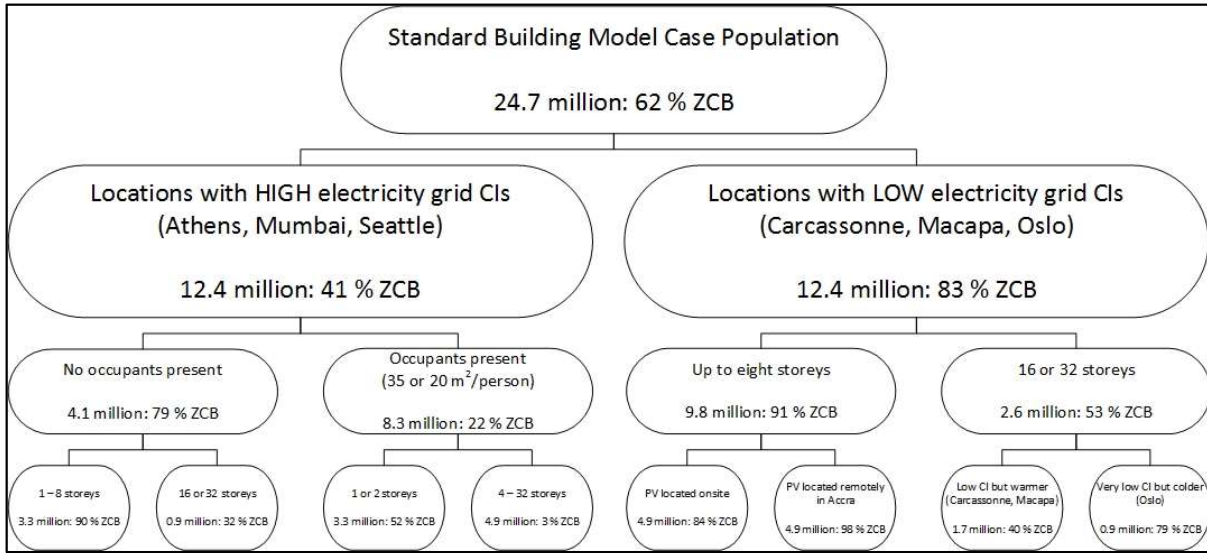 Standard Building Model Case Population
24.7 million: 62 % ZCB
Locations with HIGH electricity grid CIs
(Athens, Mumbai, Seattle)
12.4 million: 41 % ZCB
Locations with LOW electricity grid CIs
(Carcassonne, Macapa, Oslo)
12.4 million: 83 % ZCB
No occupants present
4.1 million: 79 % ZCB
Occupants present
(35 or 20 m²/person)
8.3 million: 22 % ZCB
Up to eight storeys
9.8 million: 91 % ZCB
16 or 32 storeys
2.6 million: 53 % ZCB
1 – 8 storeys
3.3 million: 90 % ZCB
16 or 32 storeys
0.9 million: 32 % ZCB
1 or 2 storeys
3.3 million: 52 % ZCB
4 – 32 storeys
4.9 million: 3 % ZCB
PV located onsite
4.9 million: 84 % ZCB
PV located remotely
in Accra
4.9 million: 98 % ZCB
Low CI but warmer
(Carcassonne, Macapa)
1.7 million: 40 % ZCB
Very low CI but colder
(Oslo)
0.9 million: 79 % ZCB